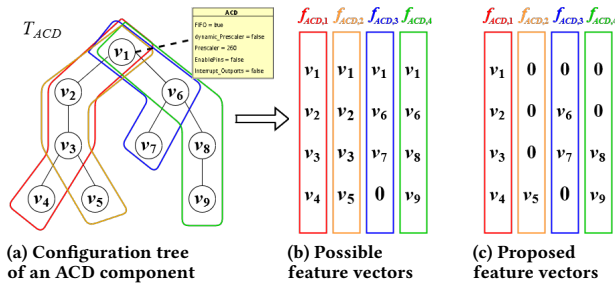 T_ACD
ACD
FIFO = true
dynamic_Prescaler = false
Prescaler = 260
EnablePins = false
Interrupt_Outports = false
v1
v2
v6
v3
v7
v8
v4
v5
v9
(a) Configuration tree
of an ACD component
f_ACD,1 f_ACD,2 f_ACD,3 f_ACD,4
v1 v1 v1 v1
v2 v2 v6 v6
v3 v3 v7 v8
v4 v5 0 v9
(b) Possible
feature vectors
f_ACD,1 f_ACD,2 f_ACD,3 f_ACD,4
v1 0 0 0
v2 0 v6 0
v3 0 v7 v8
v4 v5 0 v9
(c) Proposed
feature vectors